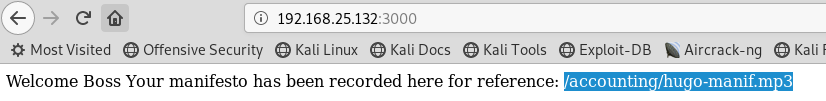 192.168.25.132:3000
Most Visited Offensive Security Kali Linux Kali Docs Kali Tools Exploit-DB Aircrack-ng Kali F
Welcome Boss Your manifesto has been recorded here for reference: /accounting/hugo-manif.mp3